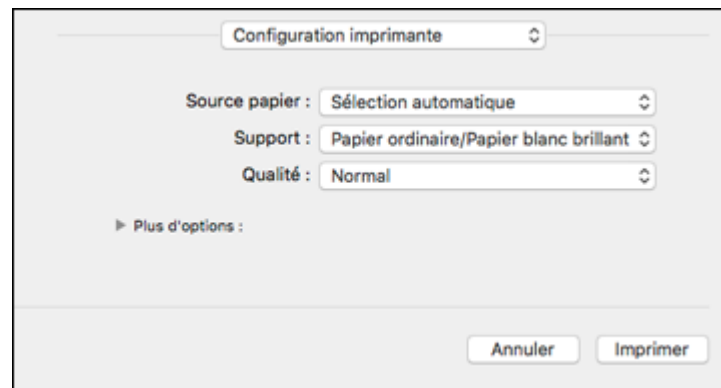 Configuration imprimante
Source papier : Sélection automatique
Support : Papier ordinaire/Papier blanc brillant
Qualité : Normal
Plus d'options :
Annuler Imprimer